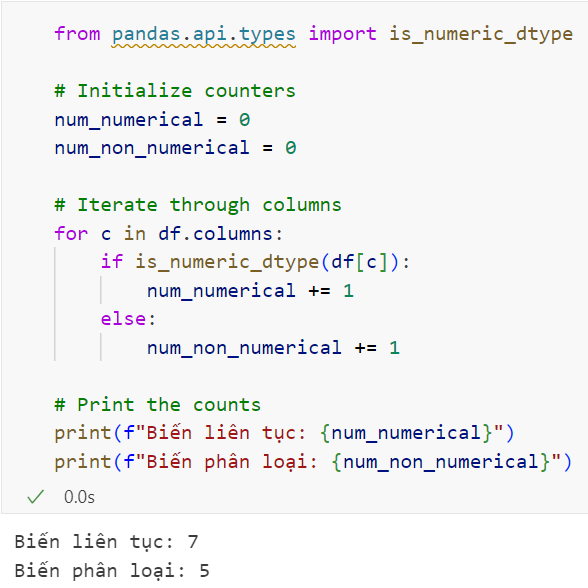 from pandas.api.types import is_numeric_dtype
# Initialize counters
num_numerical = 0
num_non_numerical = 0
# Iterate through columns
for c in df.columns:
    if is_numeric_dtype(df[c]):
        num_numerical += 1
    else:
        num_non_numerical += 1
# Print the counts
print(f"Biến liên tục: {num_numerical}")
print(f"Biến phân loại: {num_non_numerical}")
0.0s
Biến liên tục: 7
Biến phân loại: 5